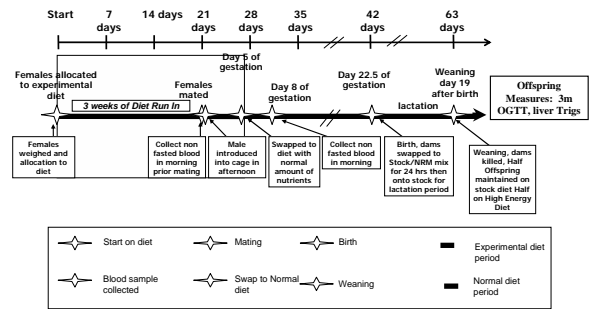 Start
7
days
14 days
21
days
28
days
35
days
42
days
63
days
Females allocated
to experimental
diet
3 weeks of Diet Run In
Females
mated
Day 5 of
gestation
Day 8 of
gestation
Day 22.5 of
gestation
lactation
Weaning
day 19
after birth
Offspring
Measures: 3m
OGTT, liver Trigs
Females
weighed and
allocation to
diet
Collect non
fasted blood
in morning
prior mating
Male
introduced
into cage in
afternoon
Swapped to
diet with
normal
amount of
nutrients
Collect non
fasted blood
in morning
Birth, dams
swapped to
Stock/NRM mix
for 24 hrs then
onto stock for
lactation period
Weaning, dams
killed, Half
Offspring
maintained on
stock diet Half
on High Energy
Diet
Start on diet
Mating
Birth
Experimental diet
period
Blood sample
collected
Swap to Normal
diet
Weaning
Normal diet
period